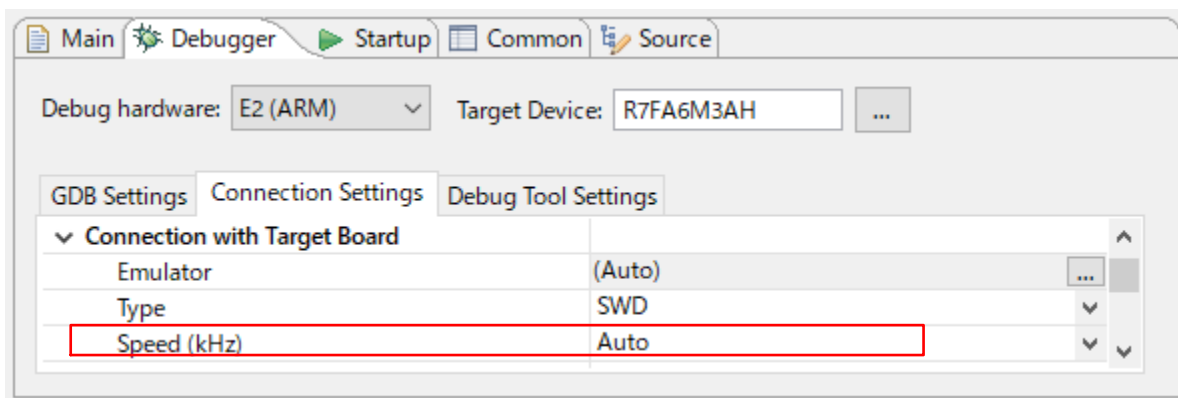 Main Debugger Startup Common Source
Debug hardware: E2 (ARM) Target Device: R7FA6M3AH ...
GDB Settings Connection Settings Debug Tool Settings
Connection with Target Board
Emulator (Auto) ...
Type SWD
Speed (kHz) Auto